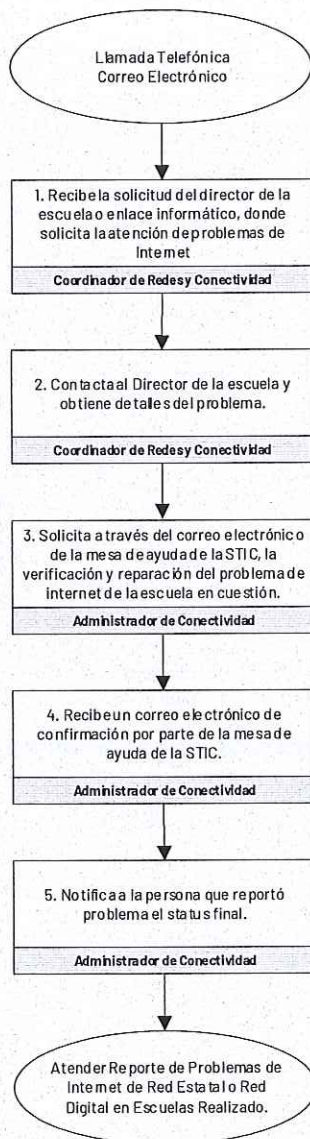 Llamada Telefónica
Correo Electrónico
1. Recibe la solicitud del director de la
escuela o enlace informático, donde
solicita la atención de problemas de
Internet
Coordinador de Redes y Conectividad
2. Contacta al Director de la escuela y
obtiene detalles del problema.
Coordinador de Redes y Conectividad
3. Solicita a través del correo electrónico
de la mesa de ayuda de la STIC, la
verificación y reparación del problema de
internet de la escuela en cuestión.
Administrador de Conectividad
4. Recibe un correo electrónico de
confirmación por parte de la mesa de
ayuda de la STIC.
Administrador de Conectividad
5. Notifica a la persona que reportó
problema el status final.
Administrador de Conectividad
Atender Reporte de Problemas de
Internet de Red Estatal o Red
Digital en Escuelas Realizado.